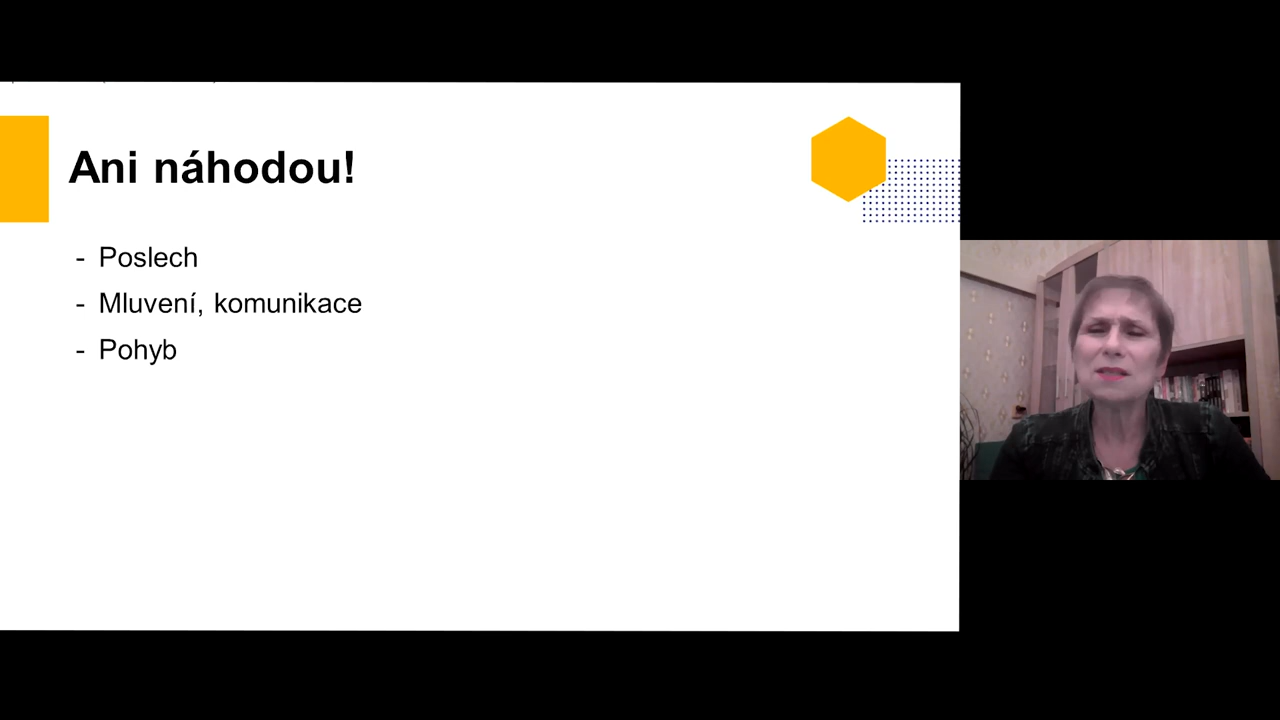 Ani náhodou!
- Poslech
- Mluvení, komunikace
- Pohyb